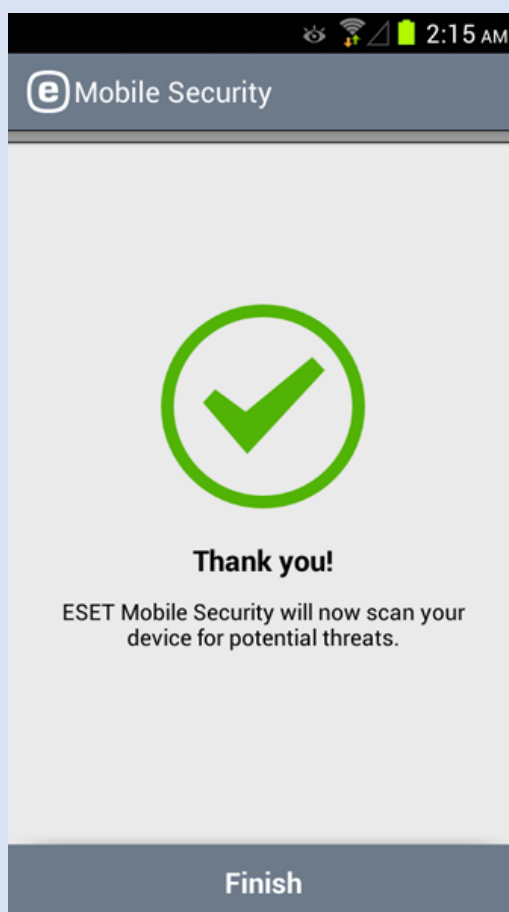 2:15 AM
e Mobile Security
Thank you!
ESET Mobile Security will now scan your
device for potential threats.
Finish